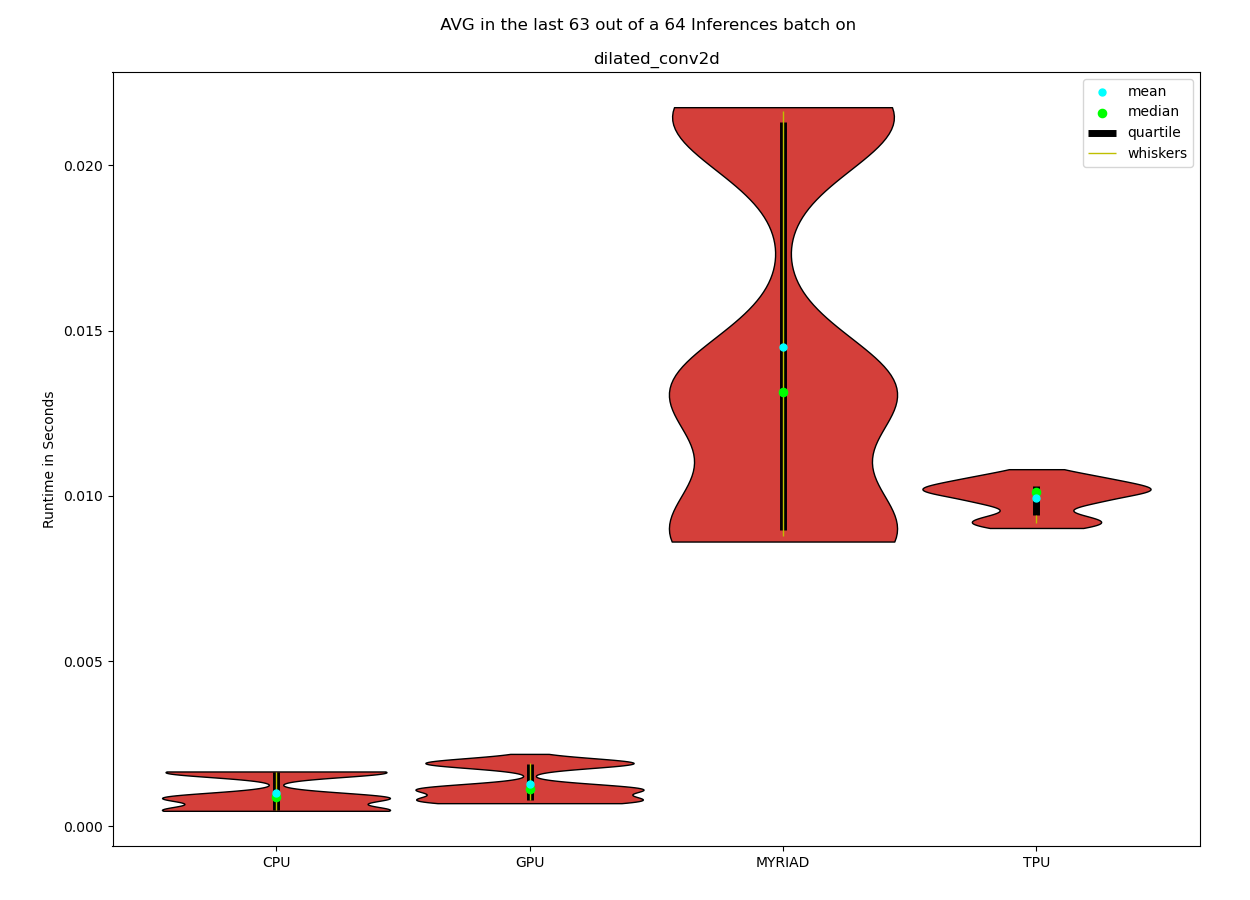 AVG in the last 63 out of a 64 Inferences batch on
dilated_conv2d
mean
median
quartile
whiskers
Runtime in Seconds
0.020
0.015
0.010
0.005
0.000
CPU GPU MYRIAD TPU